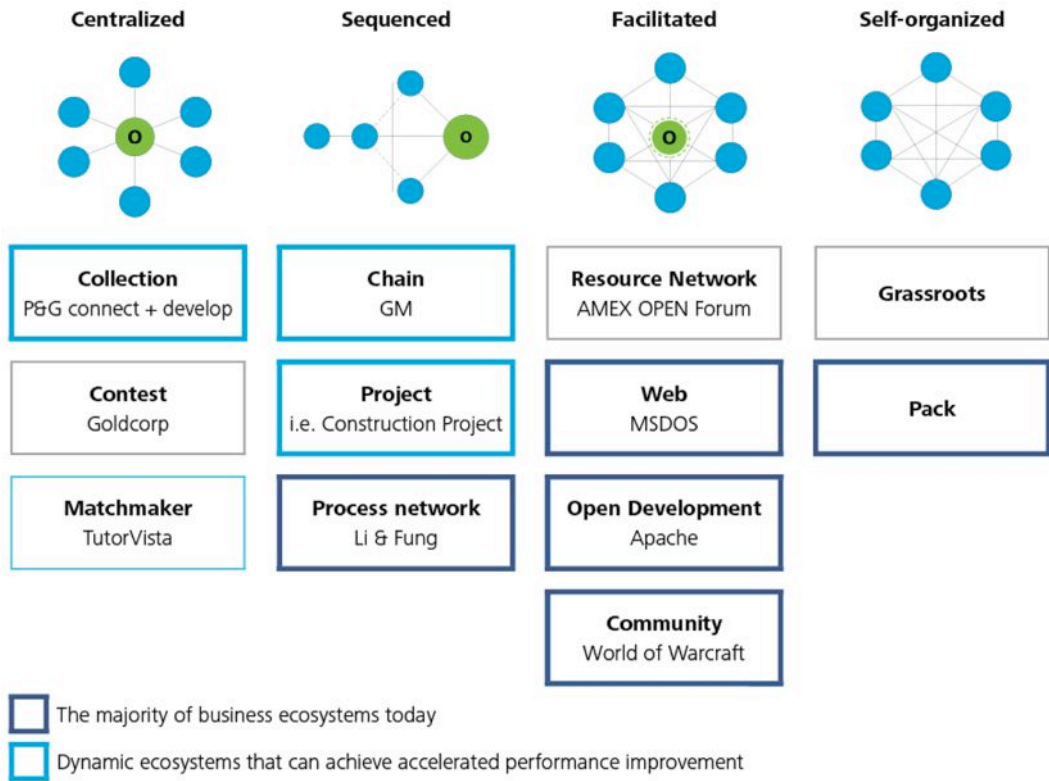 Centralized
Sequenced
Facilitated
Self-organized
O
O
O
Collection
P&G connect + develop
Chain
GM
Resource Network
AMEX OPEN Forum
Grassroots
Contest
Goldcorp
Project
i.e. Construction Project
Web
MSDOS
Pack
Matchmaker
TutorVista
Process network
Li & Fung
Open Development
Apache
Community
World of Warcraft
The majority of business ecosystems today
Dynamic ecosystems that can achieve accelerated performance improvement